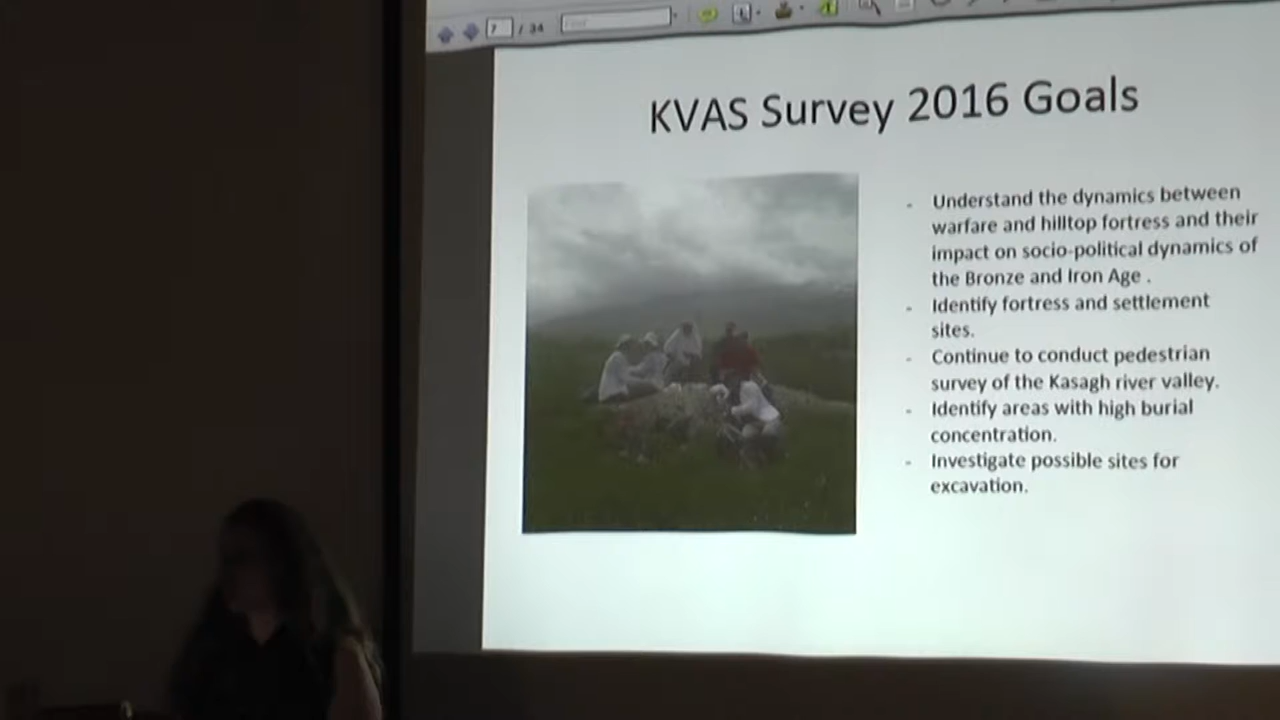 7 / 34
KVAS Survey 2016 Goals
- Understand the dynamics between
warfare and hilltop fortress and their
impact on socio-political dynamics of
the Bronze and Iron Age .
- Identify fortress and settlement
sites.
- Continue to conduct pedestrian
survey of the Kasagh river valley.
- Identify areas with high burial
concentration.
- Investigate possible sites for
excavation.